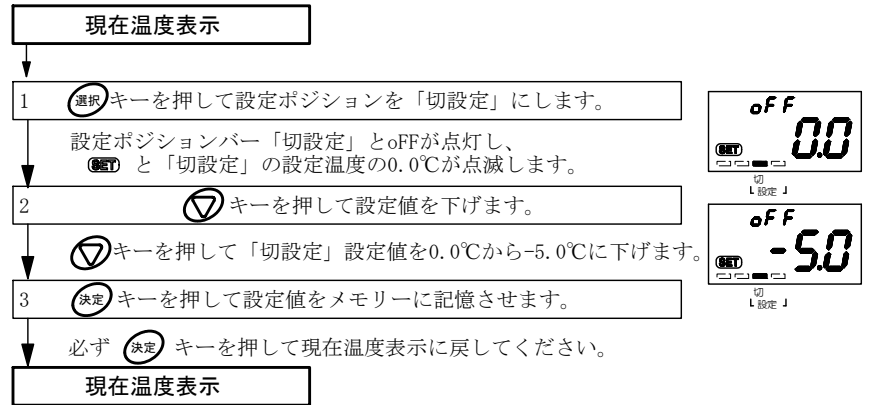 現在温度表示
1 選択キーを押して設定ポジションを「切設定」にします。
設定ポジションバー「切設定」とoFFが点灯し、
SET と「切設定」の設定温度の0.0℃が点滅します。
oFF
SET 0.0
切
設定
2 キーを押して設定値を下げます。
キーを押して「切設定」設定値を0.0℃から-5.0℃に下げます。
oFF
SET -5.0
切
設定
3 決定キーを押して設定値をメモリーに記憶させます。
必ず 決定 キーを押して現在温度表示に戻してください。
現在温度表示